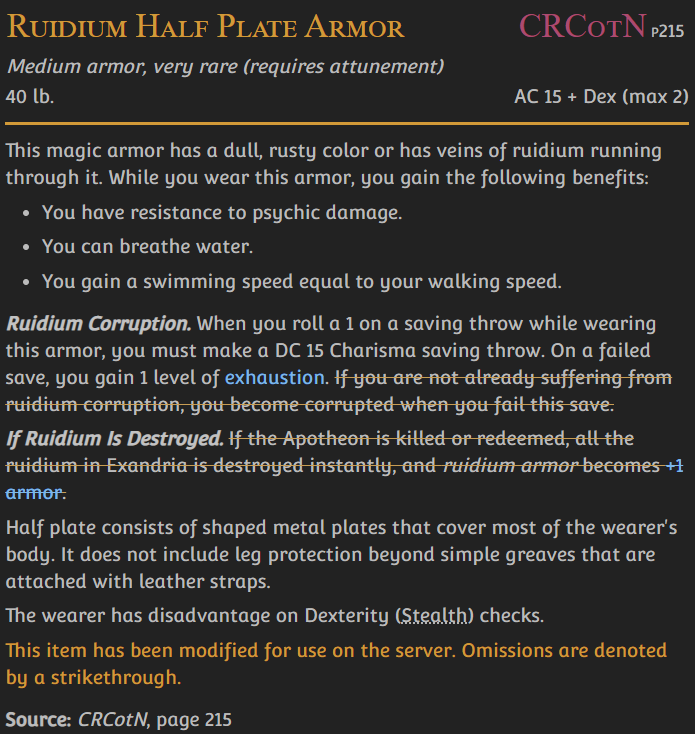 Ruidium Half Plate Armor CRCotN p215
Medium armor, very rare (requires attunement)
40 lb. AC 15 + Dex (max 2)
This magic armor has a dull, rusty color or has veins of ruidium running
through it. While you wear this armor, you gain the following benefits:
• You have resistance to psychic damage.
• You can breathe water.
• You gain a swimming speed equal to your walking speed.
Ruidium Corruption. When you roll a 1 on a saving throw while wearing
this armor, you must make a DC 15 Charisma saving throw. On a failed
save, you gain 1 level of exhaustion. If you are not already suffering from
ruidium corruption, you become corrupted when you fail this save.
If Ruidium Is Destroyed. If the Apotheon is killed or redeemed, all the
ruidium in Exandria is destroyed instantly, and ruidium armor becomes +1
armor.
Half plate consists of shaped metal plates that cover most of the wearer's
body. It does not include leg protection beyond simple greaves that are
attached with leather straps.
The wearer has disadvantage on Dexterity (Stealth) checks.
This item has been modified for use on the server. Omissions are denoted
by a strikethrough.
Source: CRCotN, page 215